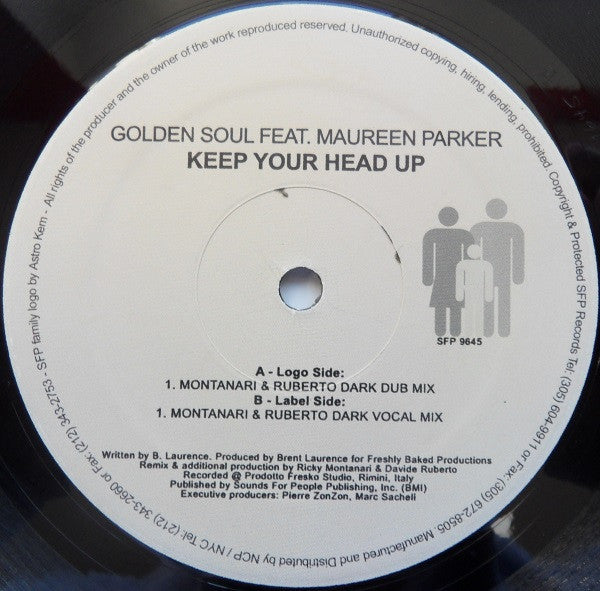 GOLDEN SOUL FEAT. MAUREEN PARKER
KEEP YOUR HEAD UP
SFP 9645
A - Logo Side:
1. MONTANARI & RUBERTO DARK DUB MIX
B - Label Side:
1. MONTANARI & RUBERTO DARK VOCAL MIX
Written by B. Laurence. Produced by Brent Laurence for Freshly Baked Productions
Remix & additional production by Ricky Montanari & Davide Ruberto
Recorded @ Prodotto Fresko Studio, Rimini, Italy
Published by Sounds For People Publishing, Inc. (BMI)
Executive producers: Pierre ZonZon, Marc Sacheli
SFP family logo by Astro Kern - All rights of the producer and the owner of the work reproduced reserved. Unauthorized copying, hiring, lending, prohibited. Copyright & Protected SFP Records Tel: (305) 604-9911 or Fax: (305) 672-8505. Manufactured and Distributed by NCP / NYC Tel: (212) 343-2680 or Fax: (212) 343-2753 -